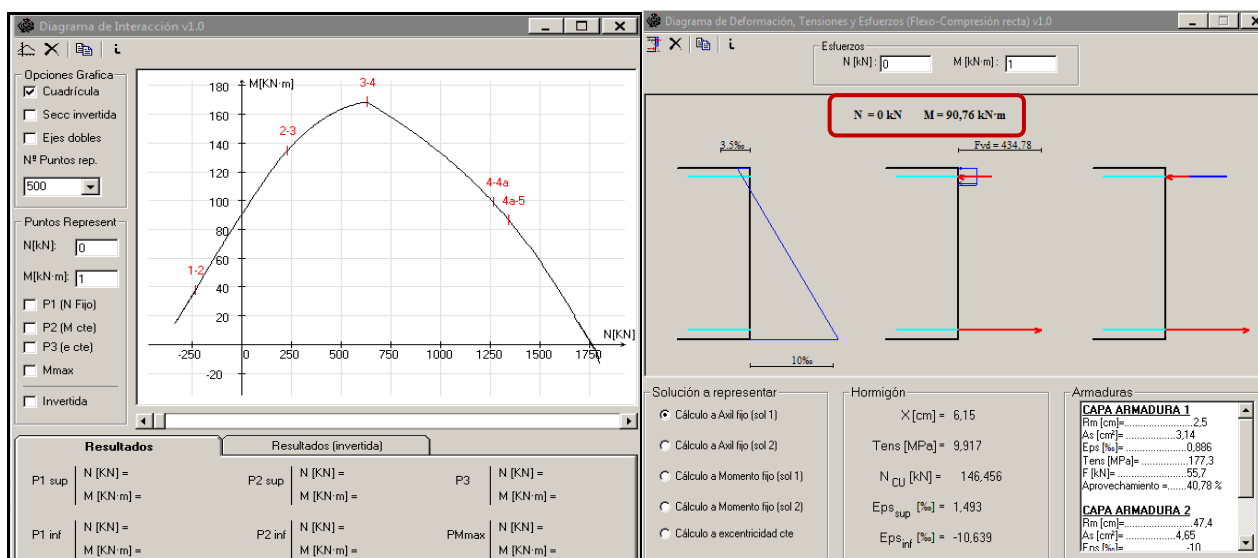 Diagrama de Interacción v1.0
i
Opciones Grafica
Cuadrícula
Secc invertida
Ejes dobles
Nº Puntos rep.
500
Puntos Represent
N[kN]: 0
M[kN·m]: 1
P1 (N Fijo)
P2 (M cte)
P3 (e cte)
Mmax
Invertida
M[KN·m]
180
160
140
120
100
80
60
40
20
-20
-250
0
250
500
750
1000
1250
1500
1750
N[KN]
1-2
2-3
3-4
4-4a
4a-5
Resultados
Resultados (invertida)
P1 sup
N [KN] =
M [KN·m] =
P2 sup
N [KN] =
M [KN·m] =
P3
N [KN] =
M [KN·m] =
P1 inf
N [KN] =
M [KN·m] =
P2 inf
N [KN] =
M [KN·m] =
PMmax
N [KN] =
M [KN·m] =
Diagrama de Deformación, Tensiones y Esfuerzos (Flexo-Compresión recta) v1.0
i
Esfuerzos
N [kN] : 0
M [kN·m] : 1
N = 0 kN M = 90,76 kN·m
3.5‰
Fyd = 434.78
10‰
Solución a representar
Cálculo a Axil fijo (sol 1)
Cálculo a Axil fijo (sol 2)
Cálculo a Momento fijo (sol 1)
Cálculo a Momento fijo (sol 2)
Cálculo a excentricidad cte
Hormigón
X [cm] = 6,15
Tens [MPa] = 9,917
N CU [kN] = 146,456
Eps sup [‰] = 1,493
Eps inf [‰] = -10,639
Armaduras
CAPA ARMADURA 1
Rm [cm]=..................2,5
As [cm²]= ..................3,14
Eps [‰]= ..................0,886
Tens [MPa]= ...............177,3
F [kN]= ......................55,7
Aprovechamiento =......40,78 %
CAPA ARMADURA 2
Rm [cm]=......................47,4
As [cm²]= ...................4,65
Eps [‰]= ....................-10